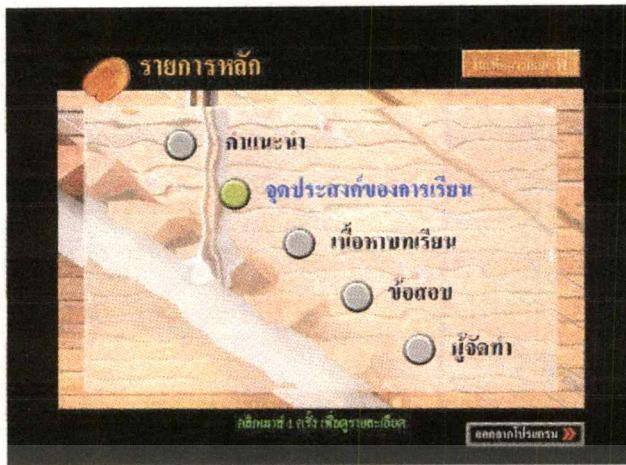 รายการหลัก
คำแนะนำ
จุดประสงค์ของการเรียน
เนื้อหาบทเรียน
ข้อสอบ
ผู้จัดทำ
คลิกเมาส์ 1 ครั้ง เพื่อดูรายละเอียด
ออกจากโปรแกรม